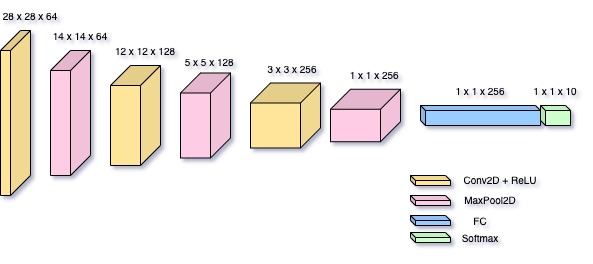 28 x 28 x 64
14 x 14 x 64
12 x 12 x 128
5 x 5 x 128
3 x 3 x 256
1 x 1 x 256
1 x 1 x 256
1 x 1 x 10
Conv2D + ReLU
MaxPool2D
FC
Softmax